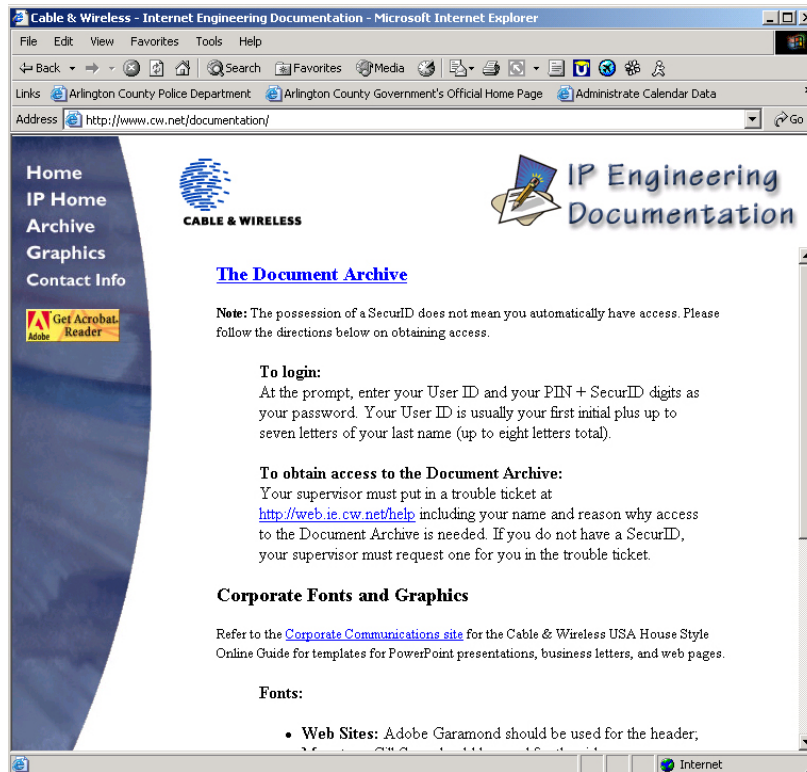 Cable & Wireless - Internet Engineering Documentation - Microsoft Internet Explorer
File Edit View Favorites Tools Help
Back Search Favorites Media
Links Arlington County Police Department Arlington County Government's Official Home Page Administrate Calendar Data
Address http://www.cw.net/documentation/ Go
Home
IP Home
Archive
Graphics
Contact Info
Get Acrobat
Reader
Adobe
CABLE & WIRELESS
IP Engineering
Documentation
The Document Archive
Note: The possession of a SecurID does not mean you automatically have access. Please
follow the directions below on obtaining access.
To login:
At the prompt, enter your User ID and your PIN + SecurID digits as
your password. Your User ID is usually your first initial plus up to
seven letters of your last name (up to eight letters total).
To obtain access to the Document Archive:
Your supervisor must put in a trouble ticket at
http://web.ie.cw.net/help including your name and reason why access
to the Document Archive is needed. If you do not have a SecurID,
your supervisor must request one for you in the trouble ticket.
Corporate Fonts and Graphics
Refer to the Corporate Communications site for the Cable & Wireless USA House Style
Online Guide for templates for PowerPoint presentations, business letters, and web pages.
Fonts:
• Web Sites: Adobe Garamond should be used for the header;
Internet